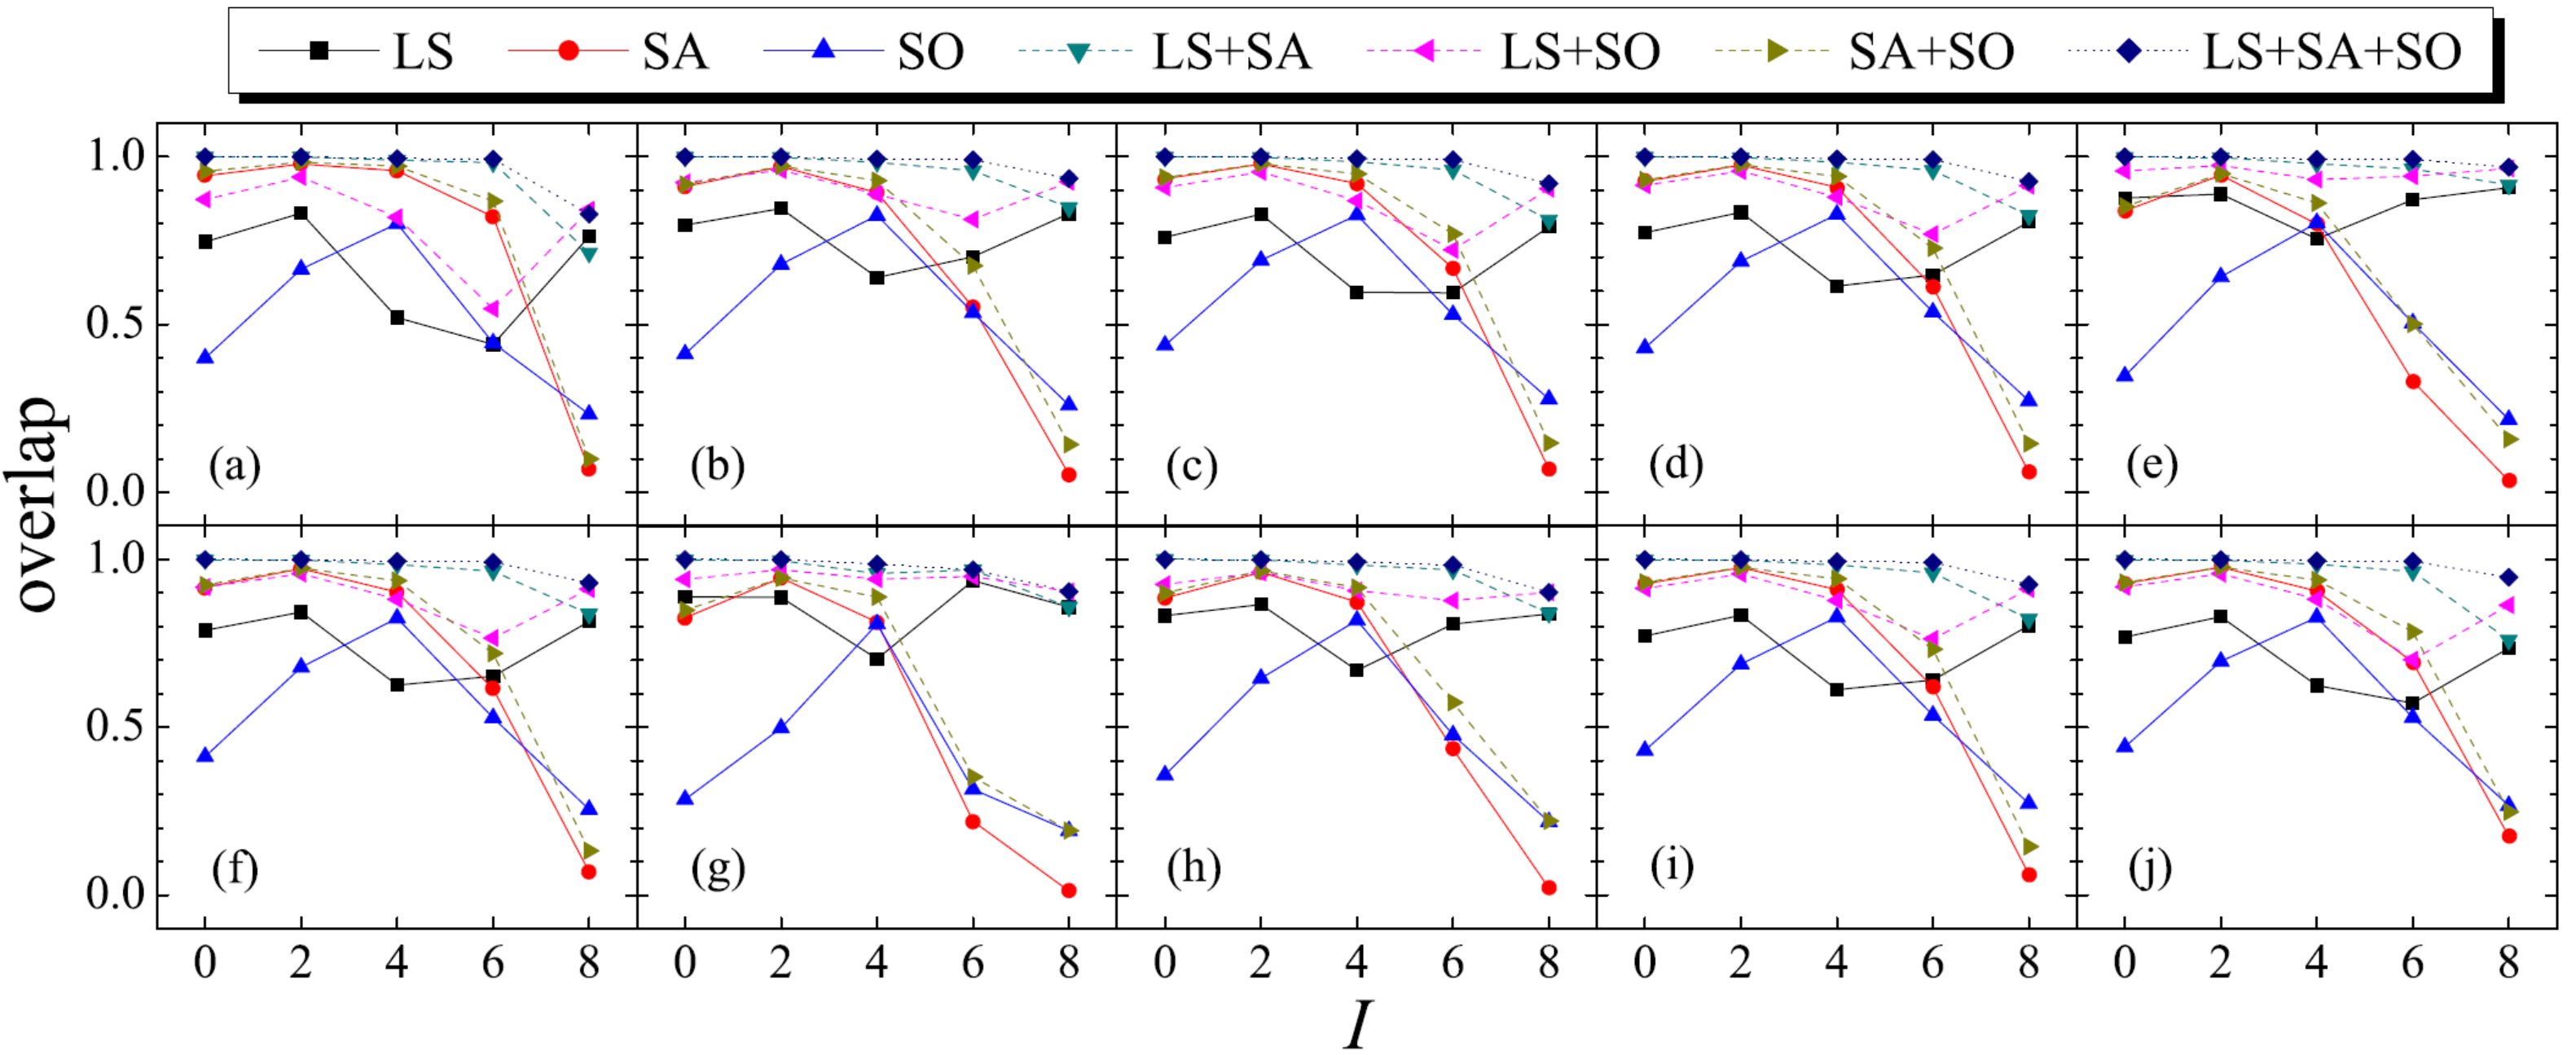 LS SA SO LS+SA LS+SO SA+SO LS+SA+SO
overlap
1.0
0.5
0.0
(a) (b) (c) (d) (e)
1.0
0.5
0.0
(f) (g) (h) (i) (j)
0 2 4 6 8 0 2 4 6 8 0 2 4 6 8 0 2 4 6 8 0 2 4 6 8
I